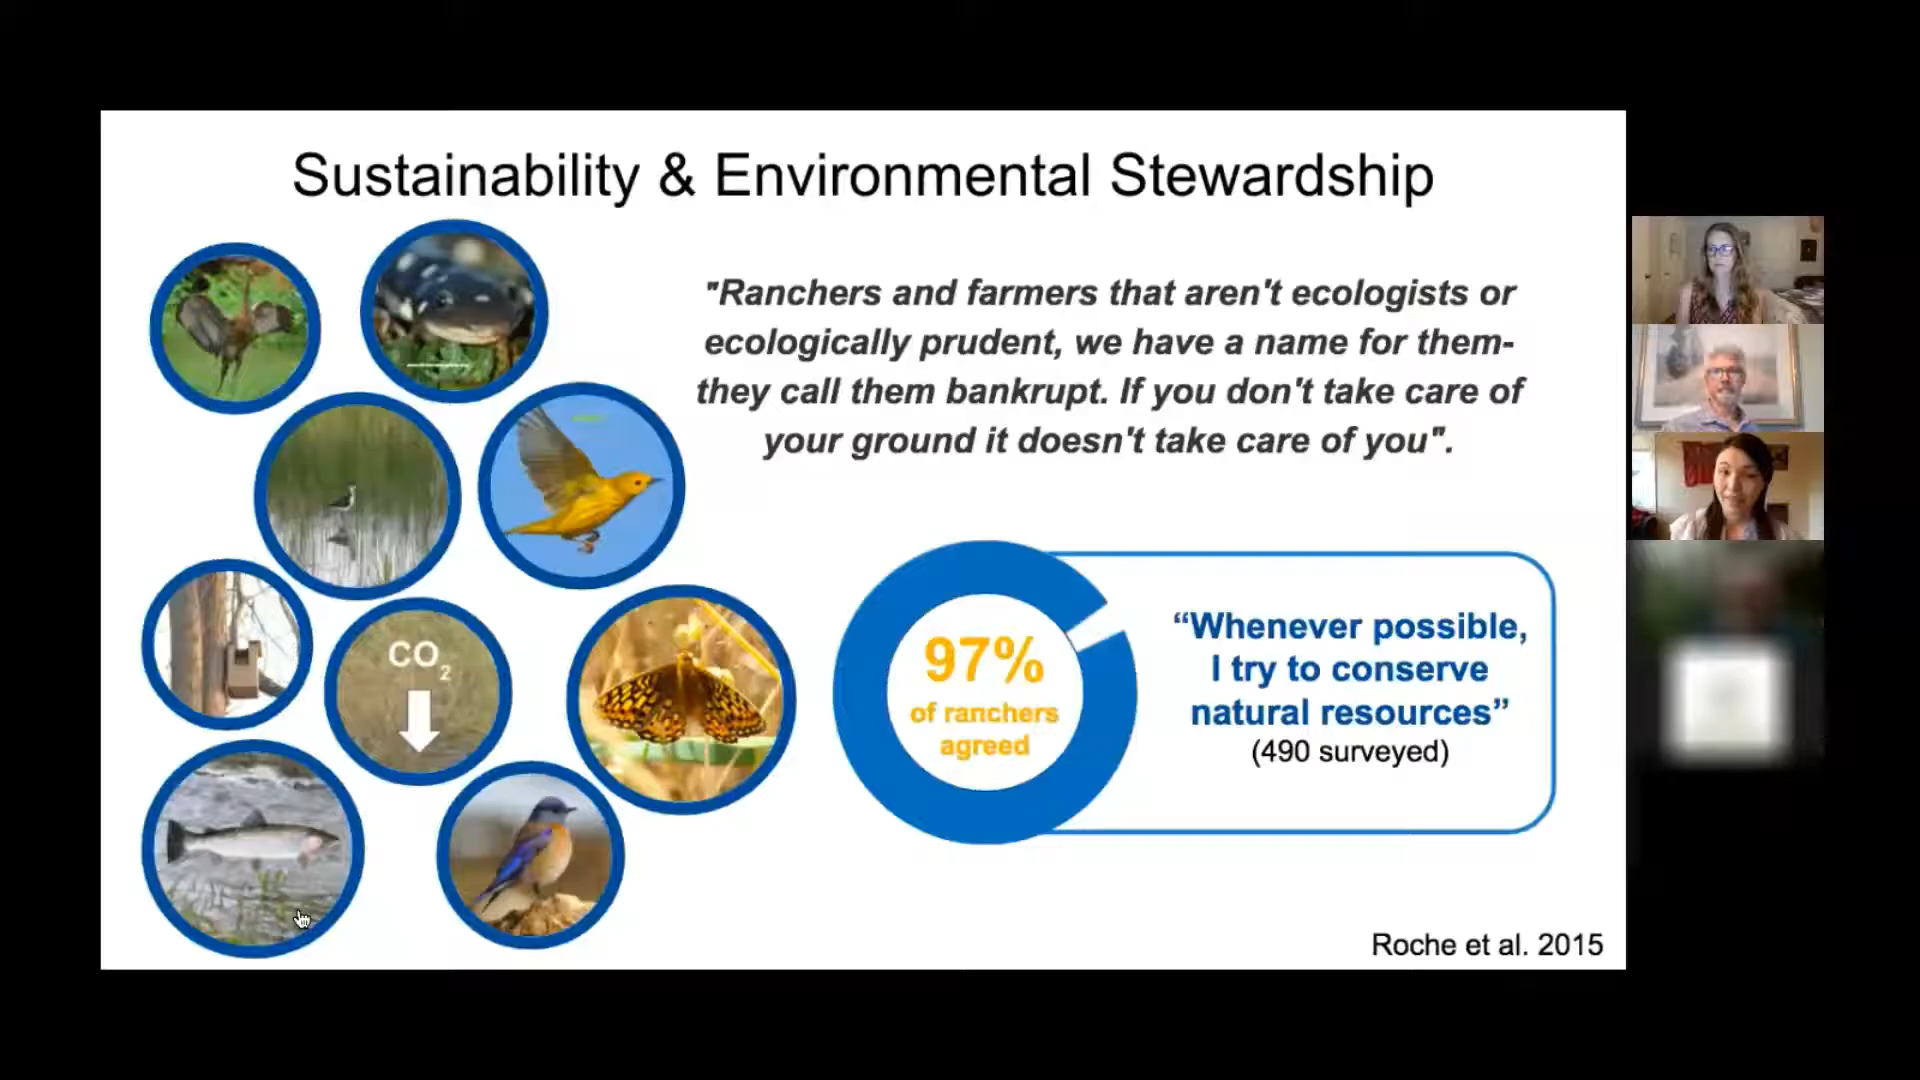 Sustainability & Environmental Stewardship
"Ranchers and farmers that aren't ecologists or
ecologically prudent, we have a name for them-
they call them bankrupt. If you don't take care of
your ground it doesn't take care of you".
CO2
97%
of ranchers
agreed
“Whenever possible,
I try to conserve
natural resources”
(490 surveyed)
Roche et al. 2015